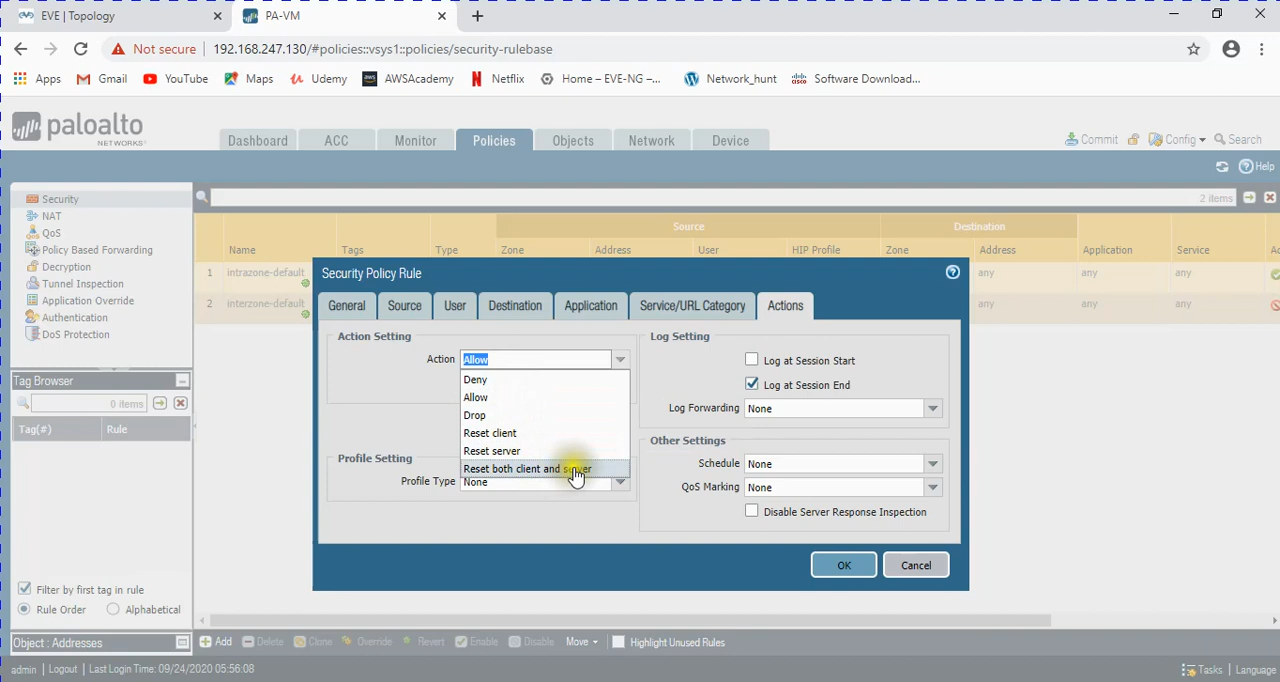 EVE | Topology
PA-VM
Not secure
192.168.247.130/#policies::vsys1::policies/security-rulebase
Apps
Gmail
YouTube
Maps
Udemy
AWSAcademy
Netflix
Home – EVE-NG –...
Network_hunt
Software Download...
paloalto
NETWORKS
Dashboard
ACC
Monitor
Policies
Objects
Network
Device
Commit
Config
Search
Help
Security
NAT
QoS
Policy Based Forwarding
Decryption
Tunnel Inspection
Application Override
Authentication
DoS Protection
2 items
Source
Destination
Name
Tags
Type
Zone
Address
User
HIP Profile
Zone
Address
Application
Service
1 intrazone-default any any any
2 interzone-default any any any
Security Policy Rule
General
Source
User
Destination
Application
Service/URL Category
Actions
Action Setting
Action Allow
Deny
Allow
Drop
Reset client
Reset server
Reset both client and server
Profile Setting
Profile Type None
Log Setting
Log at Session Start
Log at Session End
Log Forwarding None
Other Settings
Schedule None
QoS Marking None
Disable Server Response Inspection
OK
Cancel
Tag Browser
0 items
Tag(#)
Rule
Filter by first tag in rule
Rule Order
Alphabetical
Object : Addresses
Add
Delete
Clone
Override
Revert
Enable
Disable
Move
Highlight Unused Rules
admin | Logout | Last Login Time: 09/24/2020 05:56:08
Tasks | Language